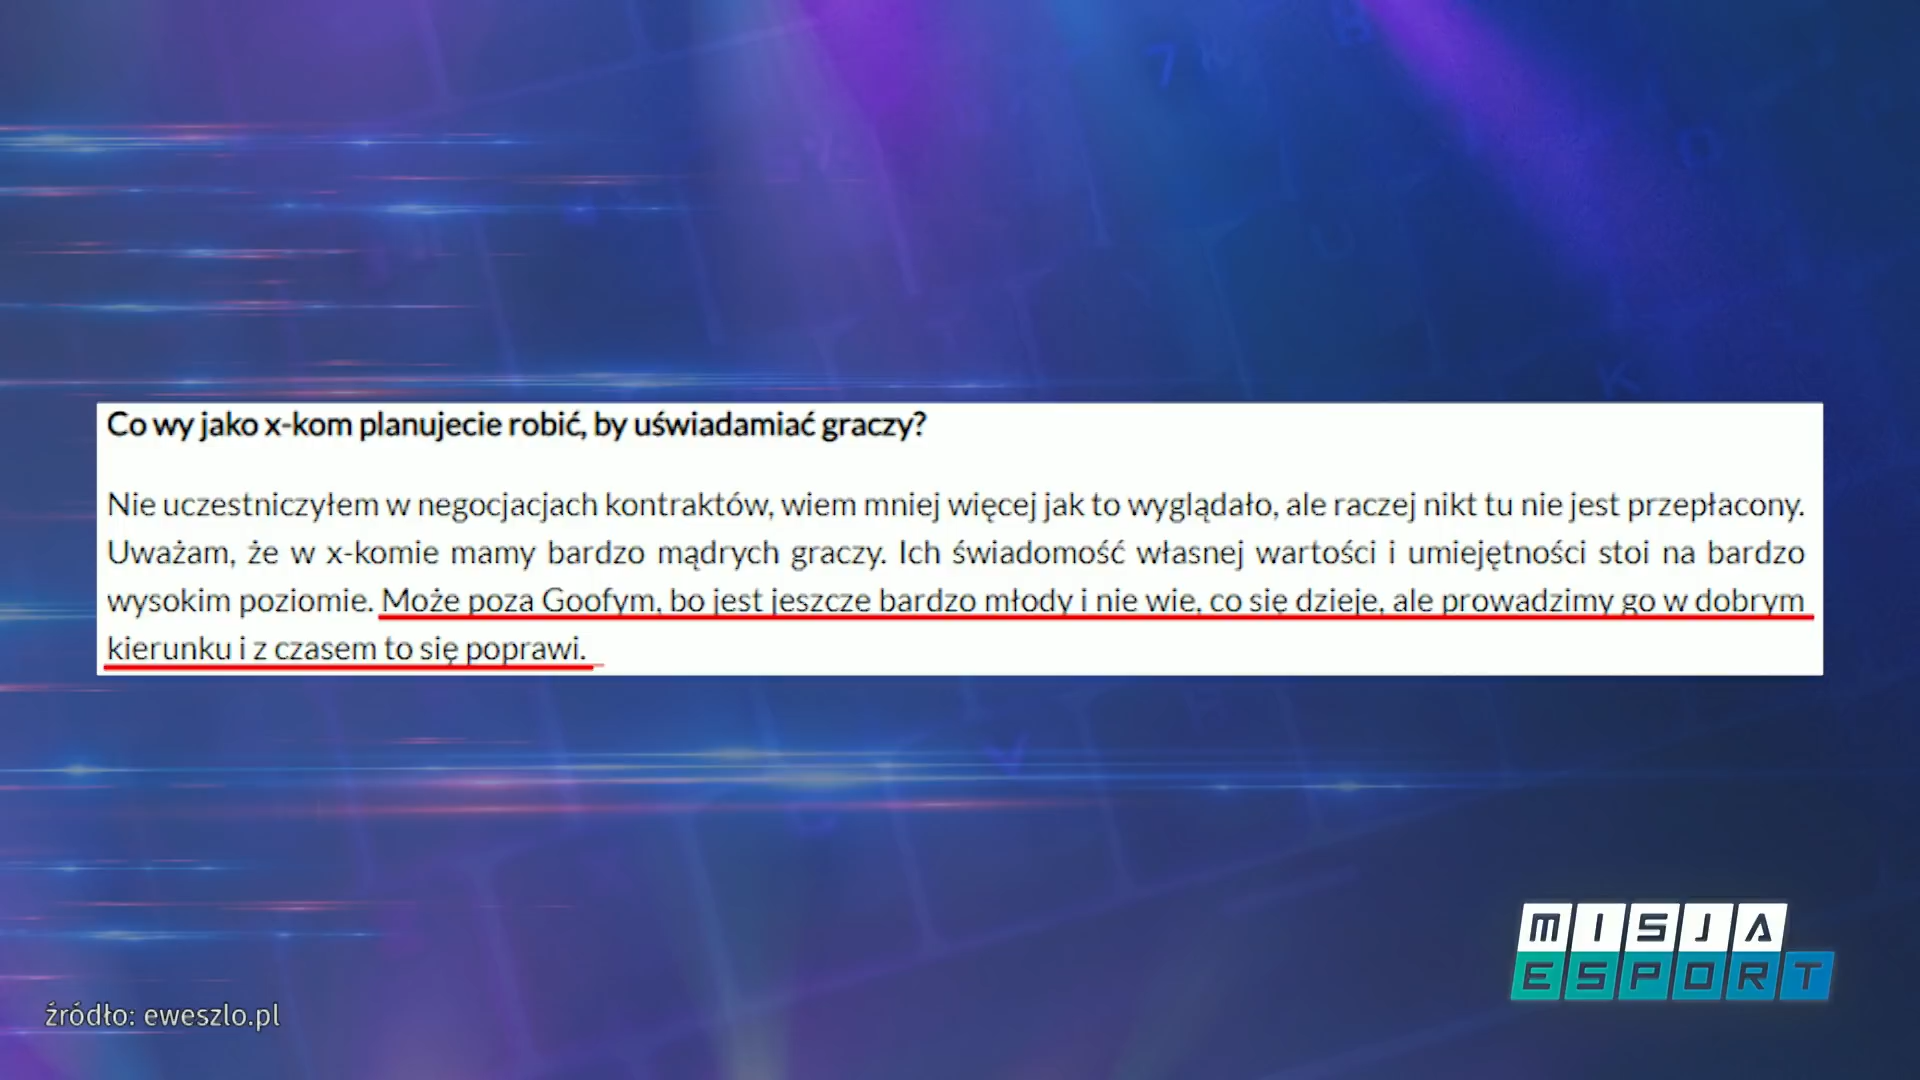 Co wy jako x-kom planujecie robić, by uświadamiać graczy?
Nie uczestniczyłem w negocjacjach kontraktów, wiem mniej więcej jak to wyglądało, ale raczej nikt tu nie jest przepłacony.
Uważam, że w x-komie mamy bardzo mądrych graczy. Ich świadomość własnej wartości i umiejętności stoi na bardzo
wysokim poziomie. Może poza Goofym, bo jest jeszcze bardzo młody i nie wie, co się dzieje, ale prowadzimy go w dobrym
kierunku i z czasem to się poprawi.
MISJA
ESPORT
źródło: eweszlo.pl